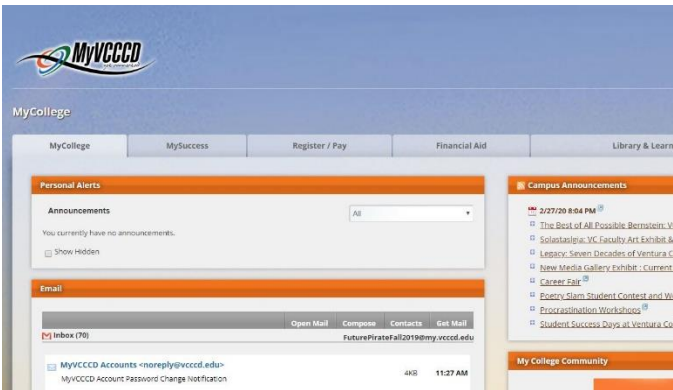 MyVCCCD
MyCollege
MyCollege
MySuccess
Register / Pay
Financial Aid
Library & Learn
Personal Alerts
Announcements
All
You currently have no announcements.
Show Hidden
Email
Open Mail Compose Contacts Get Mail
Inbox (70)
FuturePirateFall2019@my.vcccd.edu
MyVCCCD Accounts <noreply@vcccd.edu>
MyVCCCD Account Password Change Notification
4KB 11:27 AM
Campus Announcements
2/27/20 8:04 PM
The Best of All Possible Bernstein: V
Solastaslgia: VC Faculty Art Exhibit &
Legacy: Seven Decades of Ventura C
New Media Gallery Exhibit : Current
Career Fair
Poetry Slam Student Contest and W
Procrastination Workshops
Student Success Days at Ventura Co
My College Community